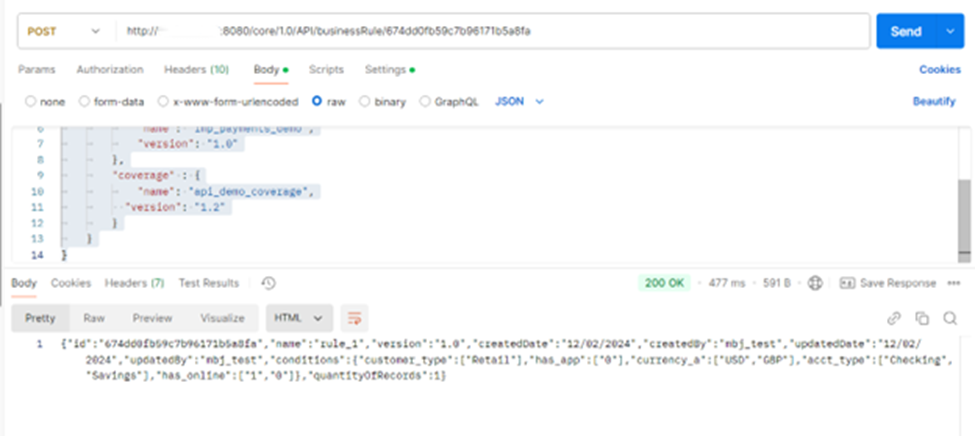 POST http:// :8080/core/1.0/API/businessRule/674dd0fb59c7b96171b5a8fa Send
Params Authorization Headers (10) Body Scripts Settings Cookies
none form-data x-www-form-urlencoded raw binary GraphQL JSON Beautify
6 "name": "imp_payments_demo",
7 "version": "1.0"
8 },
9 "coverage" : {
10 "name": "api_demo_coverage",
11 "version": "1.2"
12 }
13 }
14 }
Body Cookies Headers (7) Test Results 200 OK 477 ms 591 B Save Response
Pretty Raw Preview Visualize HTML
1 {"id":"674dd0fb59c7b96171b5a8fa","name":"rule_1","version":"1.0","createdDate":"12/02/2024","createdBy":"mbj_test","updatedDate":"12/02/
2024","updatedBy":"mbj_test","conditions":{"customer_type":["Retail"],"has_app":["0"],"currency_a":["USD","GBP"],"acct_type":["Checking",
"Savings"],"has_online":["1","0"]},"quantityOfRecords":1}